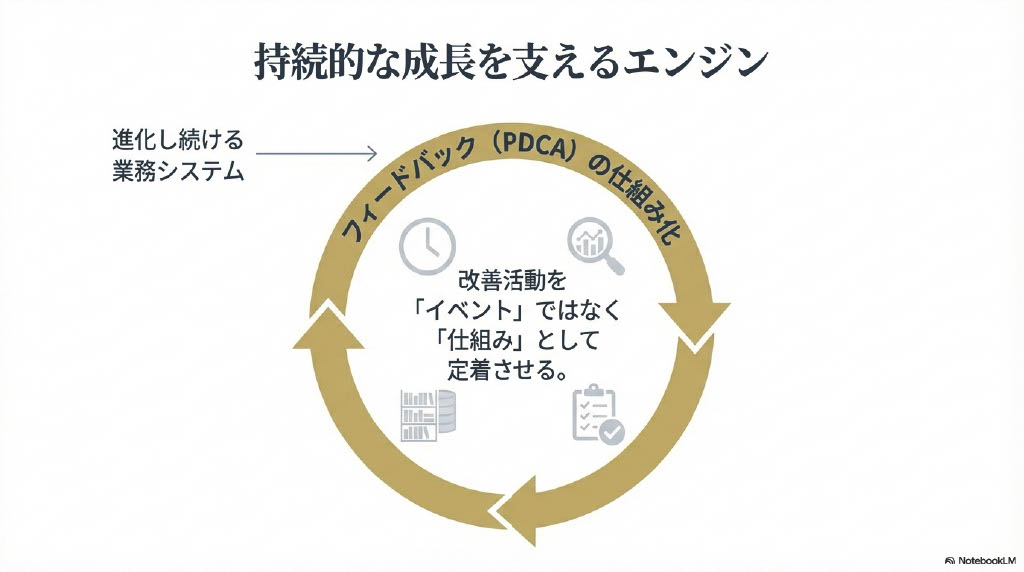 持続的な成長を支えるエンジン
進化し続ける
業務システム
フィードバック（PDCA）の仕組み化
改善活動を
「イベント」ではなく
「仕組み」として
定着させる。
NotebookLM